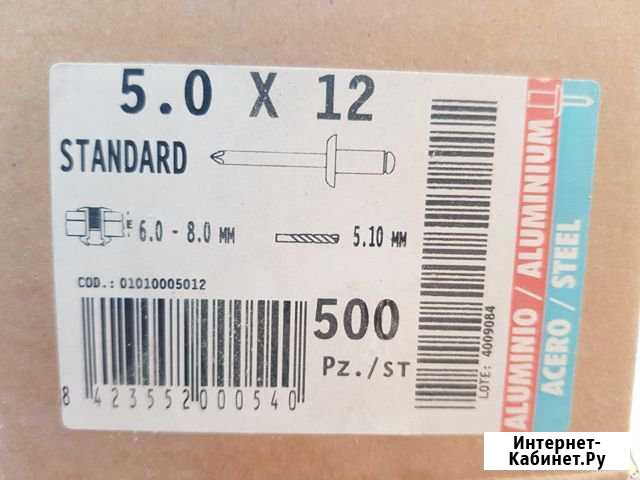 5.0 X 12
STANDARD
E 6.0 - 8.0 MM
5.10 MM
COD.: 01010005012
500
Pz./ST
8 423552 000540
LOTE: 4009084
ALUMINIO / ALUMINIUM
ACERO / STEEL
Интернет-
Кабинет.Ру